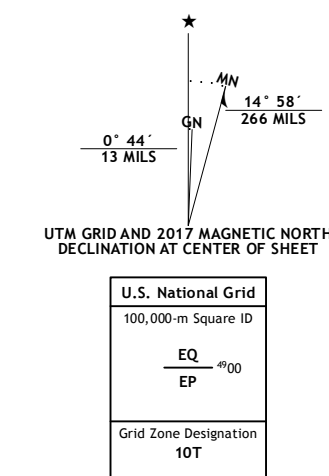 ★
MN
14° 58´
266 MILS
GN
0° 44´
13 MILS
UTM GRID AND 2017 MAGNETIC NORTH
DECLINATION AT CENTER OF SHEET
U.S. National Grid
100,000-m Square ID
EQ
⁴⁹00
EP
Grid Zone Designation
10T